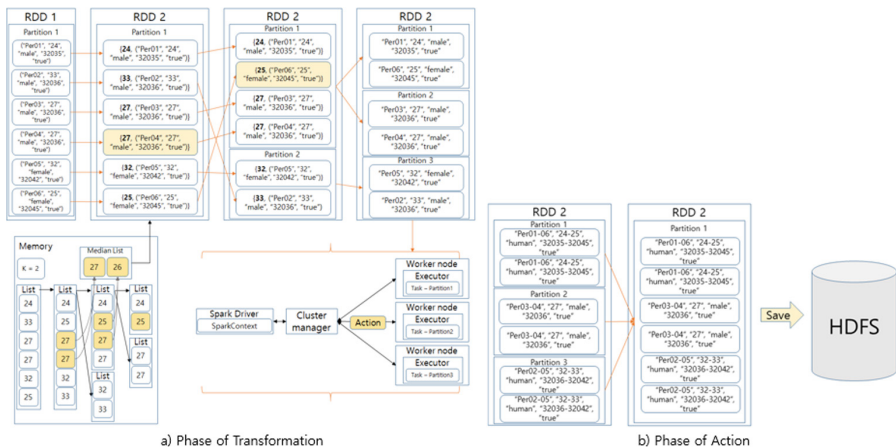 RDD 1
Partition 1
{"Per01", "24",
"male", "32035",
"true"}
{"Per02", "33",
"male", "32036",
"true"}
{"Per03", "27",
"male", "32036",
"true"}
{"Per04", "27",
"male", "32036",
"true"}
{"Per05", "32",
"female",
"32042", "true"}
{"Per06", "25",
"female",
"32045", "true"}
RDD 2
Partition 1
{24, {"Per01", "24",
"male", "32035",
"true"}}
{33, {"Per02", "33",
"male", "32036",
"true"}}
{27, {"Per03", "27",
"male", "32036",
"true"}}
{27, {"Per04", "27",
"male", "32036",
"true"}}
{32, {"Per05", "32",
"female", "32042",
"true"}}
{25, {"Per06", "25",
"female", "32045",
"true"}}
RDD 2
Partition 1
{24, {"Per01", "24",
"male", "32035",
"true"}}
{25, {"Per06", "25",
"female", "32045",
"true"}}
{27, {"Per03", "27",
"male", "32036",
"true"}}
{27, {"Per04", "27",
"male", "32036",
"true"}}
Partition 2
{32, {"Per05", "32",
"female", "32042",
"true"}}
{33, {"Per02", "33",
"male", "32036",
"true"}}
RDD 2
Partition 1
"Per01", "24", "male",
"32035", "true"
"Per06", "25", "female",
"32045", "true"
Partition 2
"Per03", "27", "male",
"32036", "true"
"Per04", "27", "male",
"32036", "true"
Partition 3
"Per05", "32", "female",
"32042", "true"
"Per02", "33", "male",
"32036", "true"
Memory
K = 2
Median List
27
26
List
24
33
27
27
32
25
List
24
25
27
27
32
33
List
24
25
27
27
List
32
33
List
24
25
List
27
27
Spark Driver
SparkContext
Cluster
manager
Action
Worker node
Executor
Task – Partition1
Worker node
Executor
Task – Partition2
Worker node
Executor
Task – Partition3
a) Phase of Transformation
RDD 2
Partition 1
"Per01-06", "24-25",
"human", "32035-32045",
"true"
"Per01-06", "24-25",
"human", "32035-32045",
"true"
Partition 2
"Per03-04", "27", "male",
"32036", "true"
"Per03-04", "27", "male",
"32036", "true"
Partition 3
"Per02-05", "32-33",
"human", "32036-32042",
"true"
"Per02-05", "32-33",
"human", "32036-32042",
"true"
RDD 2
Partition 1
"Per01-06", "24-25",
"human", "32035-32045",
"true"
"Per01-06", "24-25",
"human", "32035-32045",
"true"
"Per03-04", "27", "male",
"32036", "true"
"Per03-04", "27", "male",
"32036", "true"
"Per02-05", "32-33",
"human", "32036-32042",
"true"
"Per02-05", "32-33",
"human", "32036-32042",
"true"
Save
HDFS
b) Phase of Action